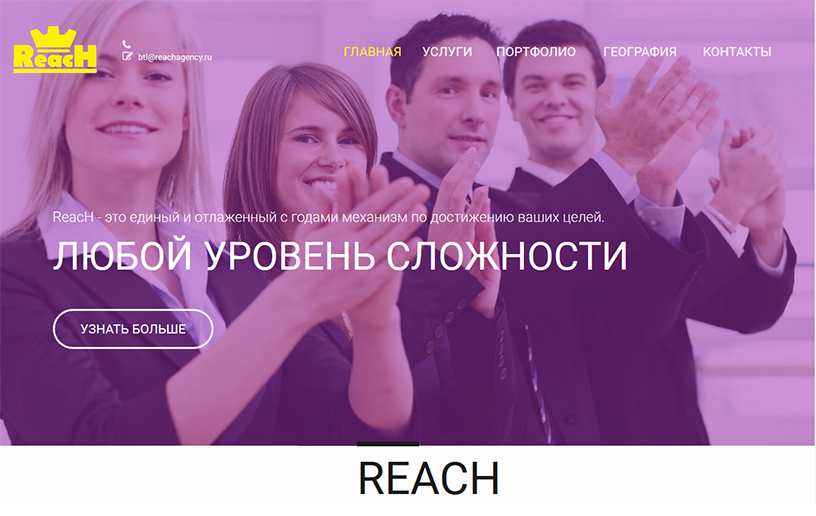 ReacH
btl@reachagency.ru
ГЛАВНАЯ УСЛУГИ ПОРТФОЛИО ГЕОГРАФИЯ КОНТАКТЫ
ReacH - это единый и отлаженный с годами механизм по достижению ваших целей.
ЛЮБОЙ УРОВЕНЬ СЛОЖНОСТИ
УЗНАТЬ БОЛЬШЕ
REACH